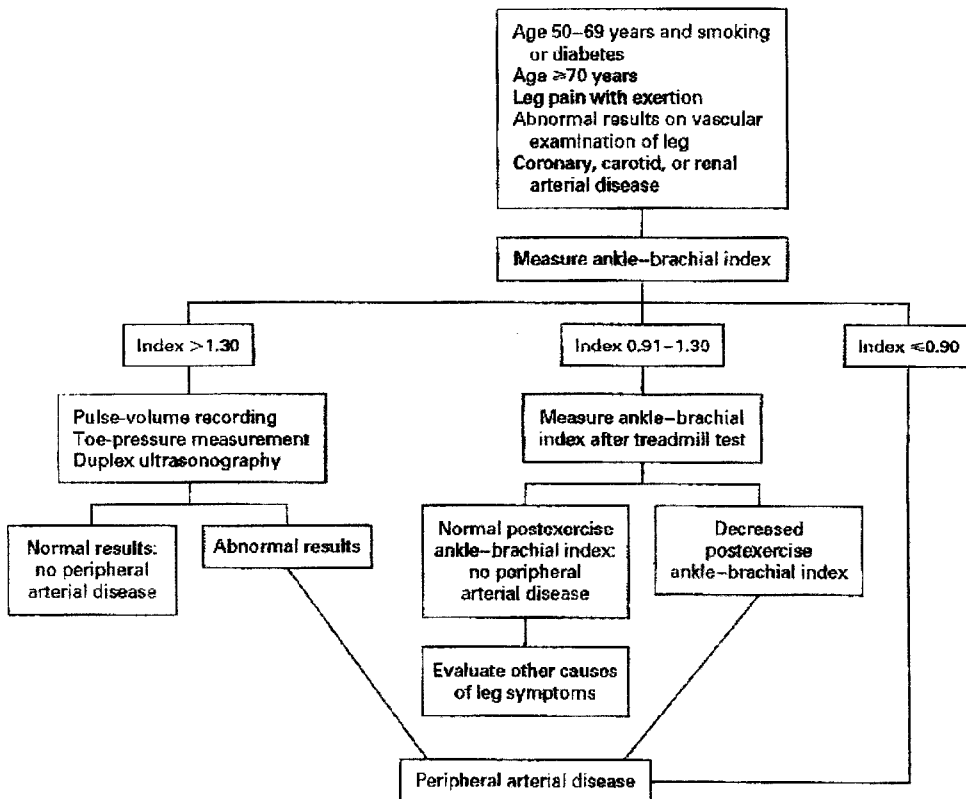 Age 50–69 years and smoking
or diabetes
Age ≥70 years
Leg pain with exertion
Abnormal results on vascular
examination of leg
Coronary, carotid, or renal
arterial disease
Measure ankle–brachial index
Index >1.30
Index 0.91–1.30
Index ≤0.90
Pulse-volume recording
Toe-pressure measurement
Duplex ultrasonography
Measure ankle–brachial
index after treadmill test
Normal results:
no peripheral
arterial disease
Abnormal results
Normal postexercise
ankle–brachial index:
no peripheral
arterial disease
Decreased
postexercise
ankle–brachial index
Evaluate other causes
of leg symptoms
Peripheral arterial disease